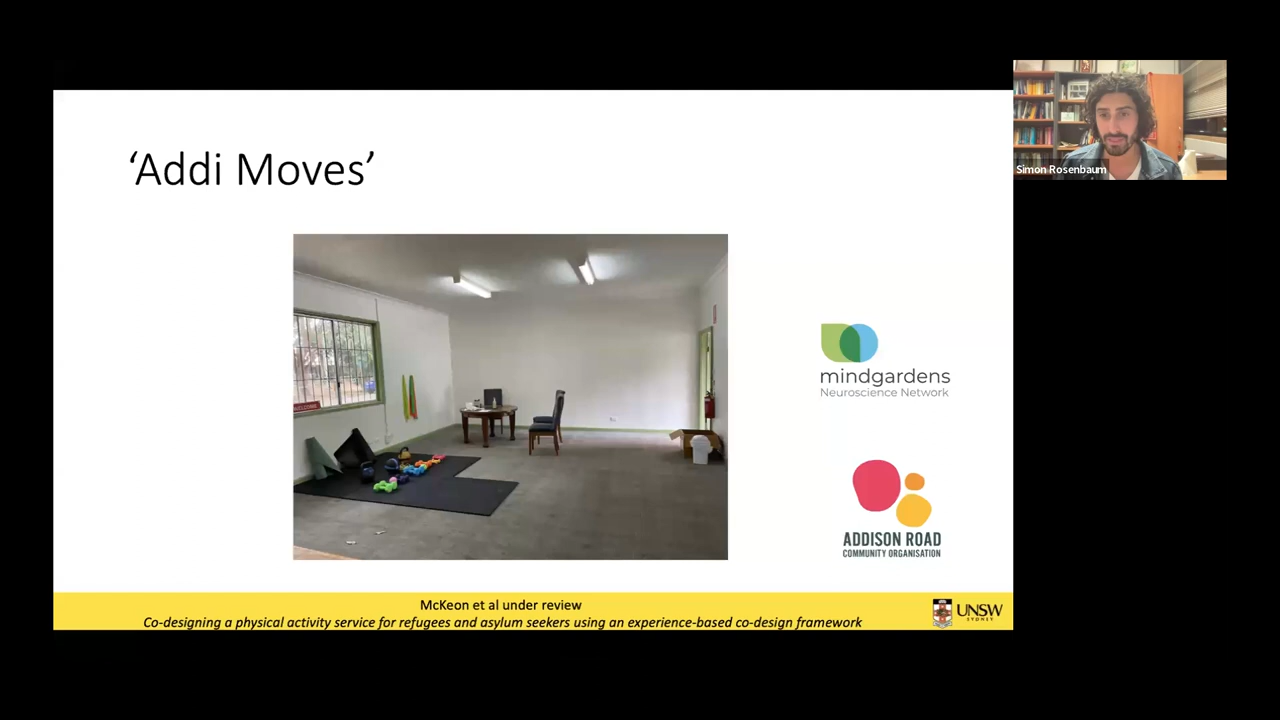 ‘Addi Moves’
Simon Rosenbaum
mindgardens
Neuroscience Network
ADDISON ROAD
COMMUNITY ORGANISATION
McKeon et al under review
Co-designing a physical activity service for refugees and asylum seekers using an experience-based co-design framework
UNSW
SYDNEY